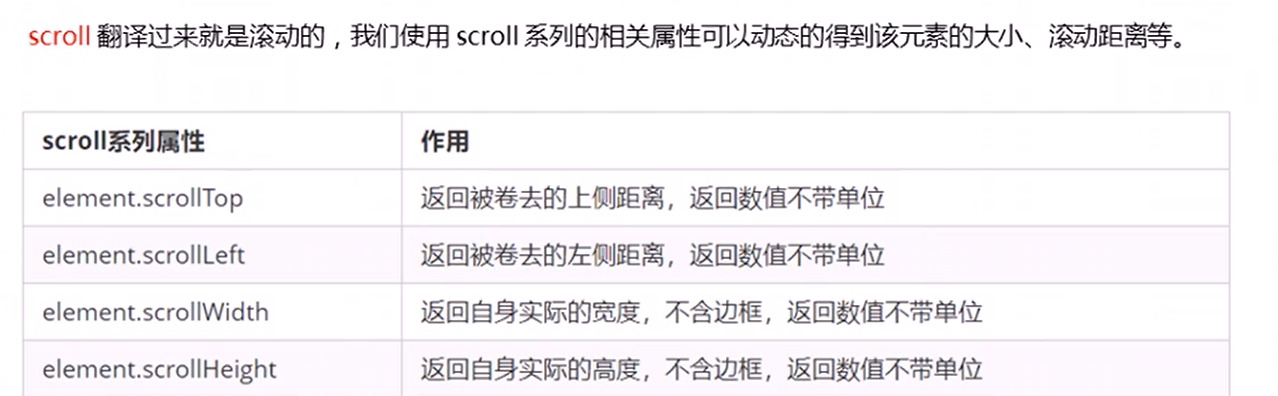 scroll 翻译过来就是滚动的，我们使用 scroll 系列的相关属性可以动态的得到该元素的大小、滚动距离等。
scroll系列属性 作用
element.scrollTop 返回被卷去的上侧距离，返回数值不带单位
element.scrollLeft 返回被卷去的左侧距离，返回数值不带单位
element.scrollWidth 返回自身实际的宽度，不含边框，返回数值不带单位
element.scrollHeight 返回自身实际的高度，不含边框，返回数值不带单位